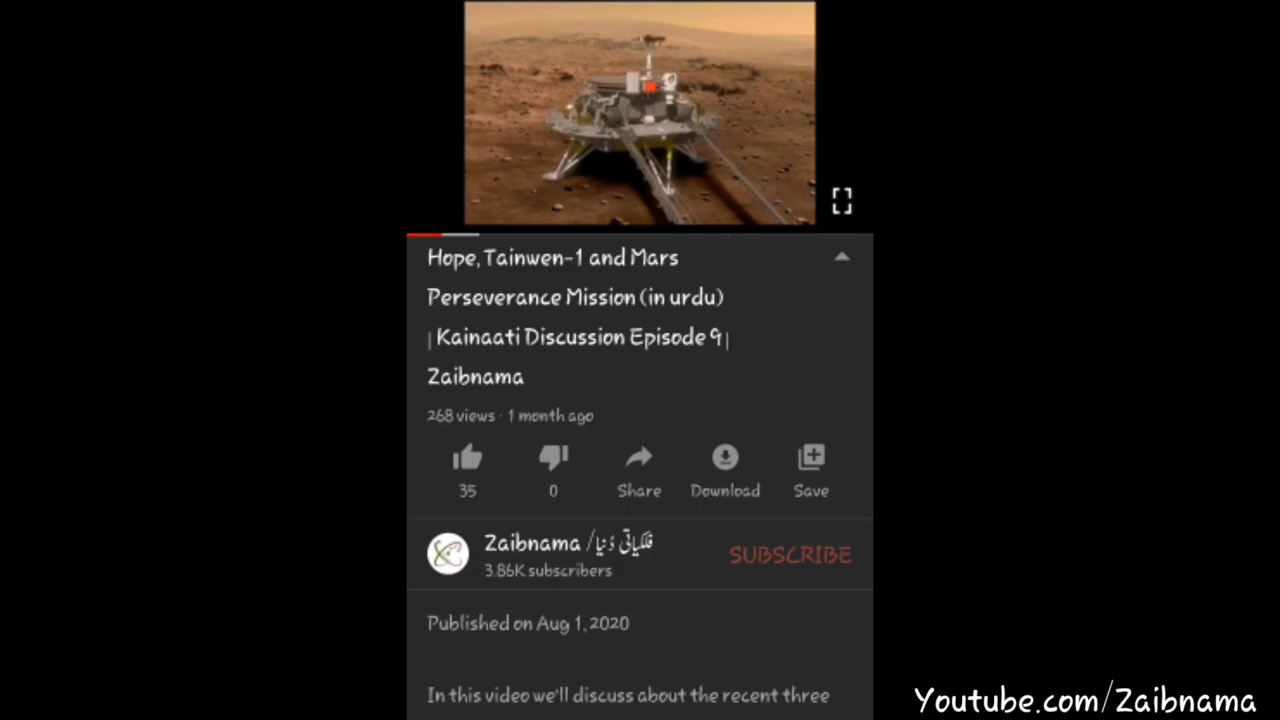 Hope, Tainwen-1 and Mars
Perseverance Mission (in urdu)
| Kainaati Discussion Episode 9 |
Zaibnama
268 views · 1 month ago
35 0 Share Download Save
Zaibnama / فلکیاتی دُنیا
3.86K subscribers
SUBSCRIBE
Published on Aug 1, 2020
In this video we'll discuss about the recent three
Youtube.com/Zaibnama